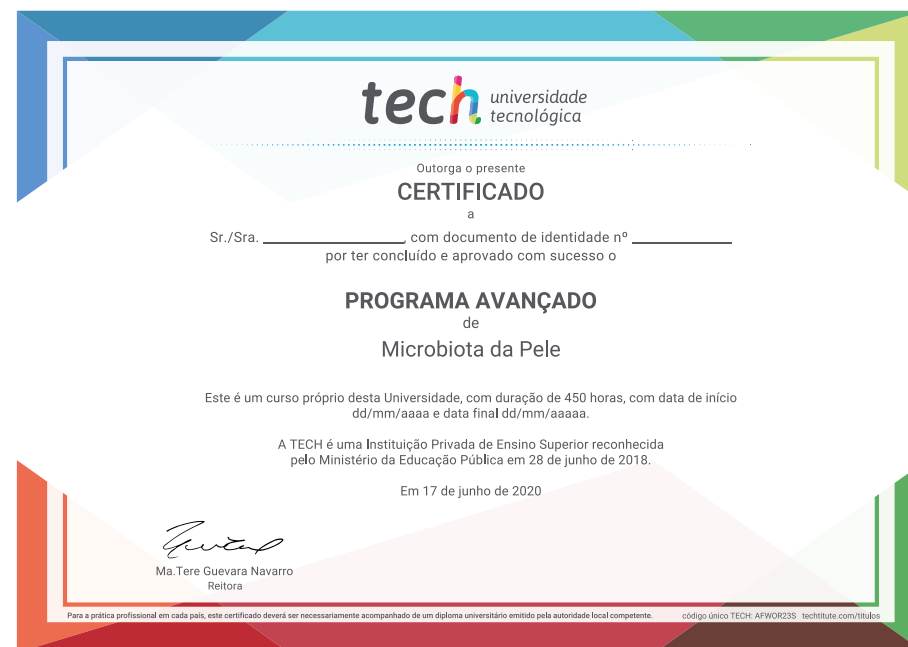 tech universidade
tecnológica
Outorga o presente
CERTIFICADO
a
Sr./Sra. ____________, com documento de identidade nº ____________
por ter concluído e aprovado com sucesso o
PROGRAMA AVANÇADO
de
Microbiota da Pele
Este é um curso próprio desta Universidade, com duração de 450 horas, com data de início
dd/mm/aaaa e data final dd/mm/aaaaa.
A TECH é uma Instituição Privada de Ensino Superior reconhecida
pelo Ministério da Educação Pública em 28 de junho de 2018.
Em 17 de junho de 2020
Ma.Tere Guevara Navarro
Reitora
Para a prática profissional em cada país, este certificado deverá ser necessariamente acompanhado de um diploma universitário emitido pela autoridade local competente. código único TECH: AFWOR23S techtitute.com/titulos